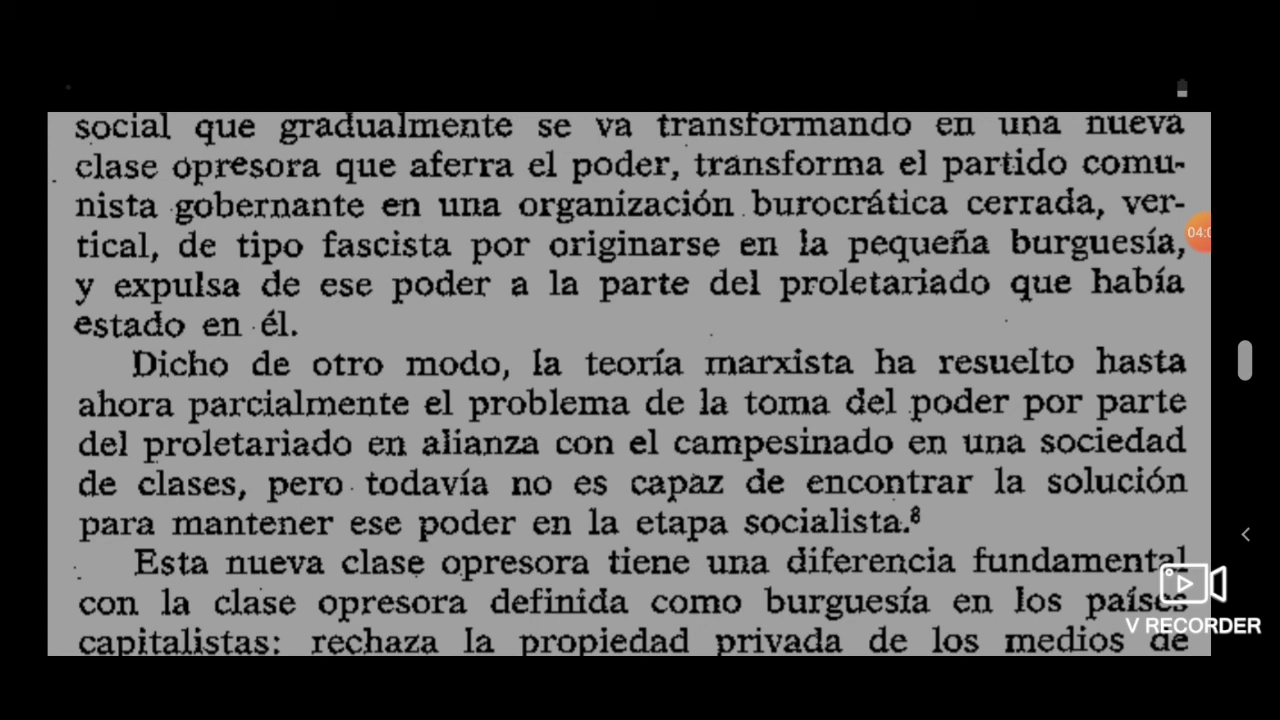 social que gradualmente se va transformando en una nueva
clase opresora que aferra el poder, transforma el partido comu-
nista gobernante en una organización burocrática cerrada, ver-
tical, de tipo fascista por originarse en la pequeña burguesía,
y expulsa de ese poder a la parte del proletariado que había
estado en él.
Dicho de otro modo, la teoría marxista ha resuelto hasta
ahora parcialmente el problema de la toma del poder por parte
del proletariado en alianza con el campesinado en una sociedad
de clases, pero todavía no es capaz de encontrar la solución
para mantener ese poder en la etapa socialista.8
Esta nueva clase opresora tiene una diferencia fundamental
con la clase opresora definida como burguesía en los países
capitalistas: rechaza la propiedad privada de los medios de
V RECORDER